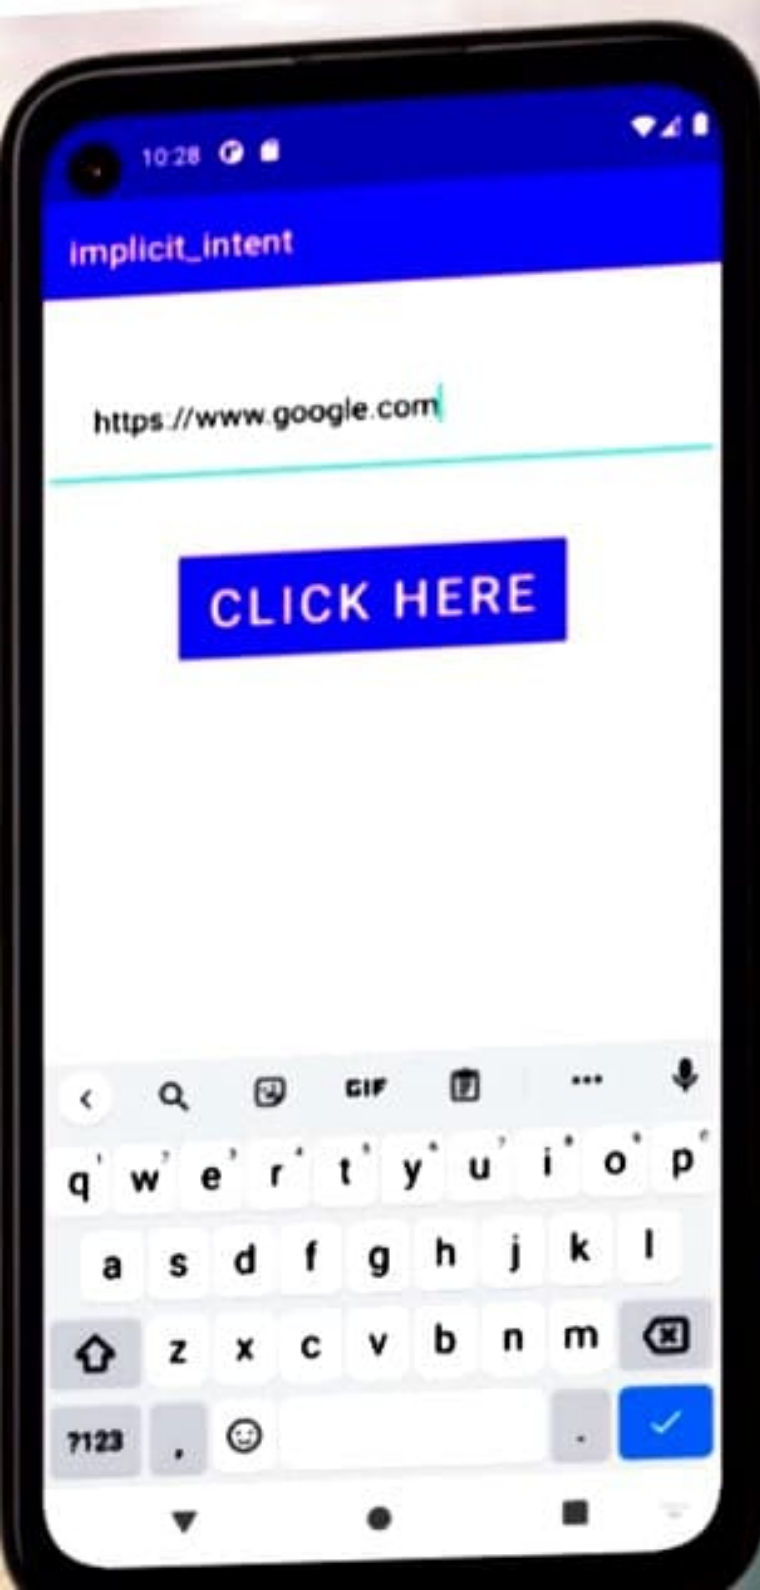 10:28
implicit_intent
https://www.google.com
CLICK HERE
GIF
q w e r t y u i o p
a s d f g h j k l
z x c v b n m
?123 , .